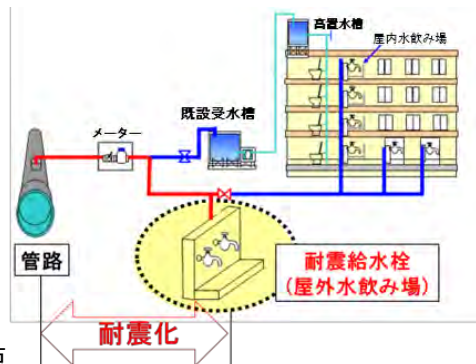 高置水槽
屋内水飲み場
既設受水槽
メーター
管路
耐震給水栓
(屋外水飲み場)
耐震化